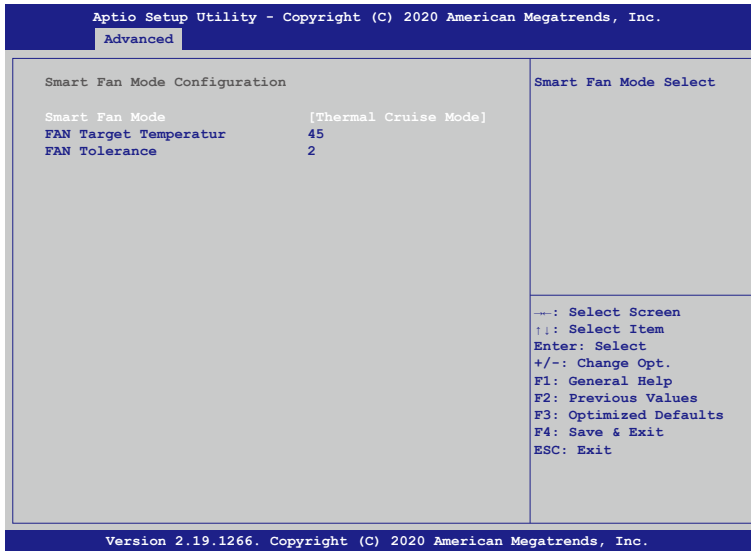 Aptio Setup Utility - Copyright (C) 2020 American Megatrends, Inc.
Advanced
Smart Fan Mode Configuration
Smart Fan Mode [Thermal Cruise Mode]
FAN Target Temperatur 45
FAN Tolerance 2
Smart Fan Mode Select
→←: Select Screen
↑↓: Select Item
Enter: Select
+/-: Change Opt.
F1: General Help
F2: Previous Values
F3: Optimized Defaults
F4: Save & Exit
ESC: Exit
Version 2.19.1266. Copyright (C) 2020 American Megatrends, Inc.